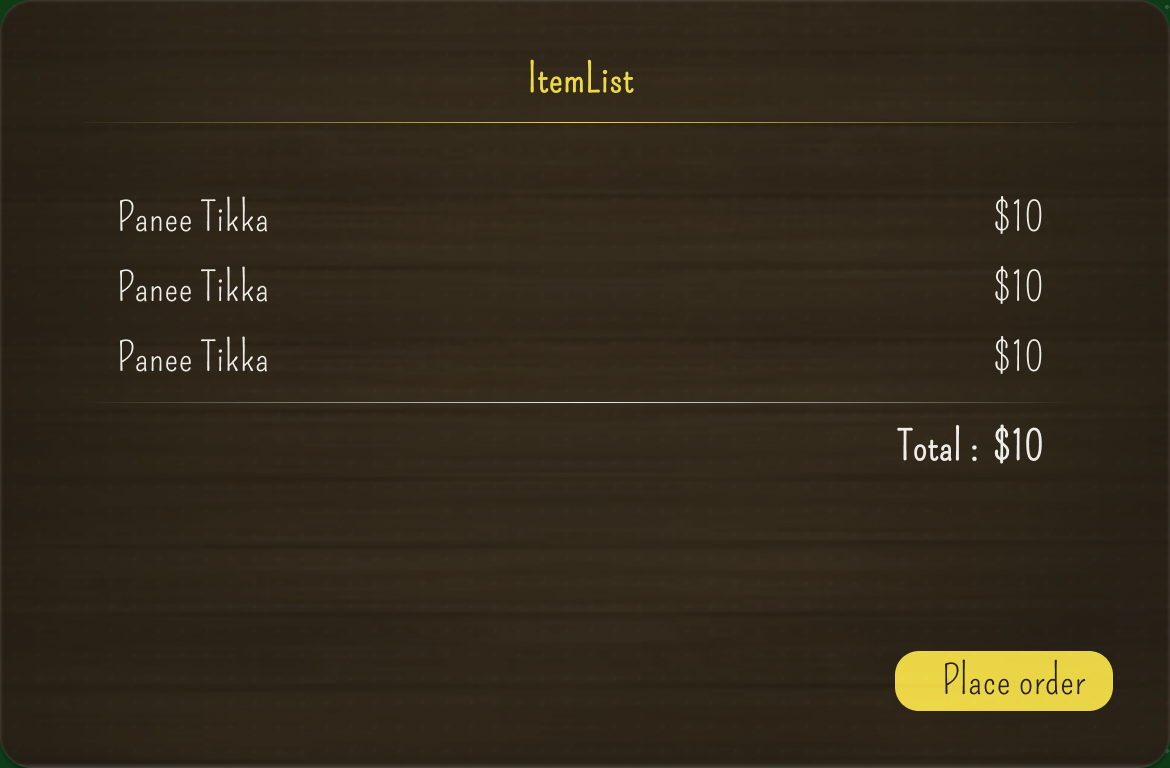 ItemList
Panee Tikka $10
Panee Tikka $10
Panee Tikka $10
Total : $10
Place order